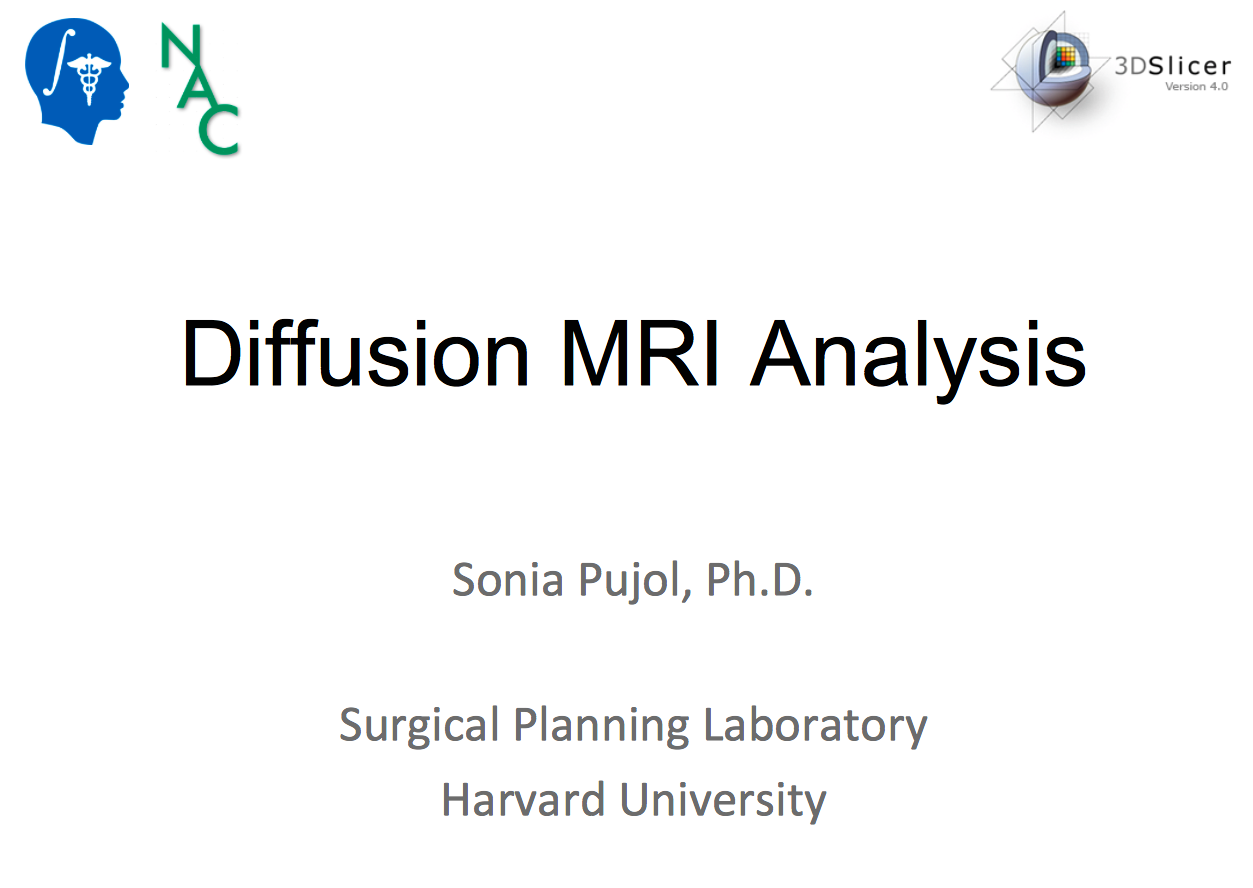 NAC
3DSlicer
Version 4.0
Diffusion MRI Analysis
Sonia Pujol, Ph.D.
Surgical Planning Laboratory
Harvard University